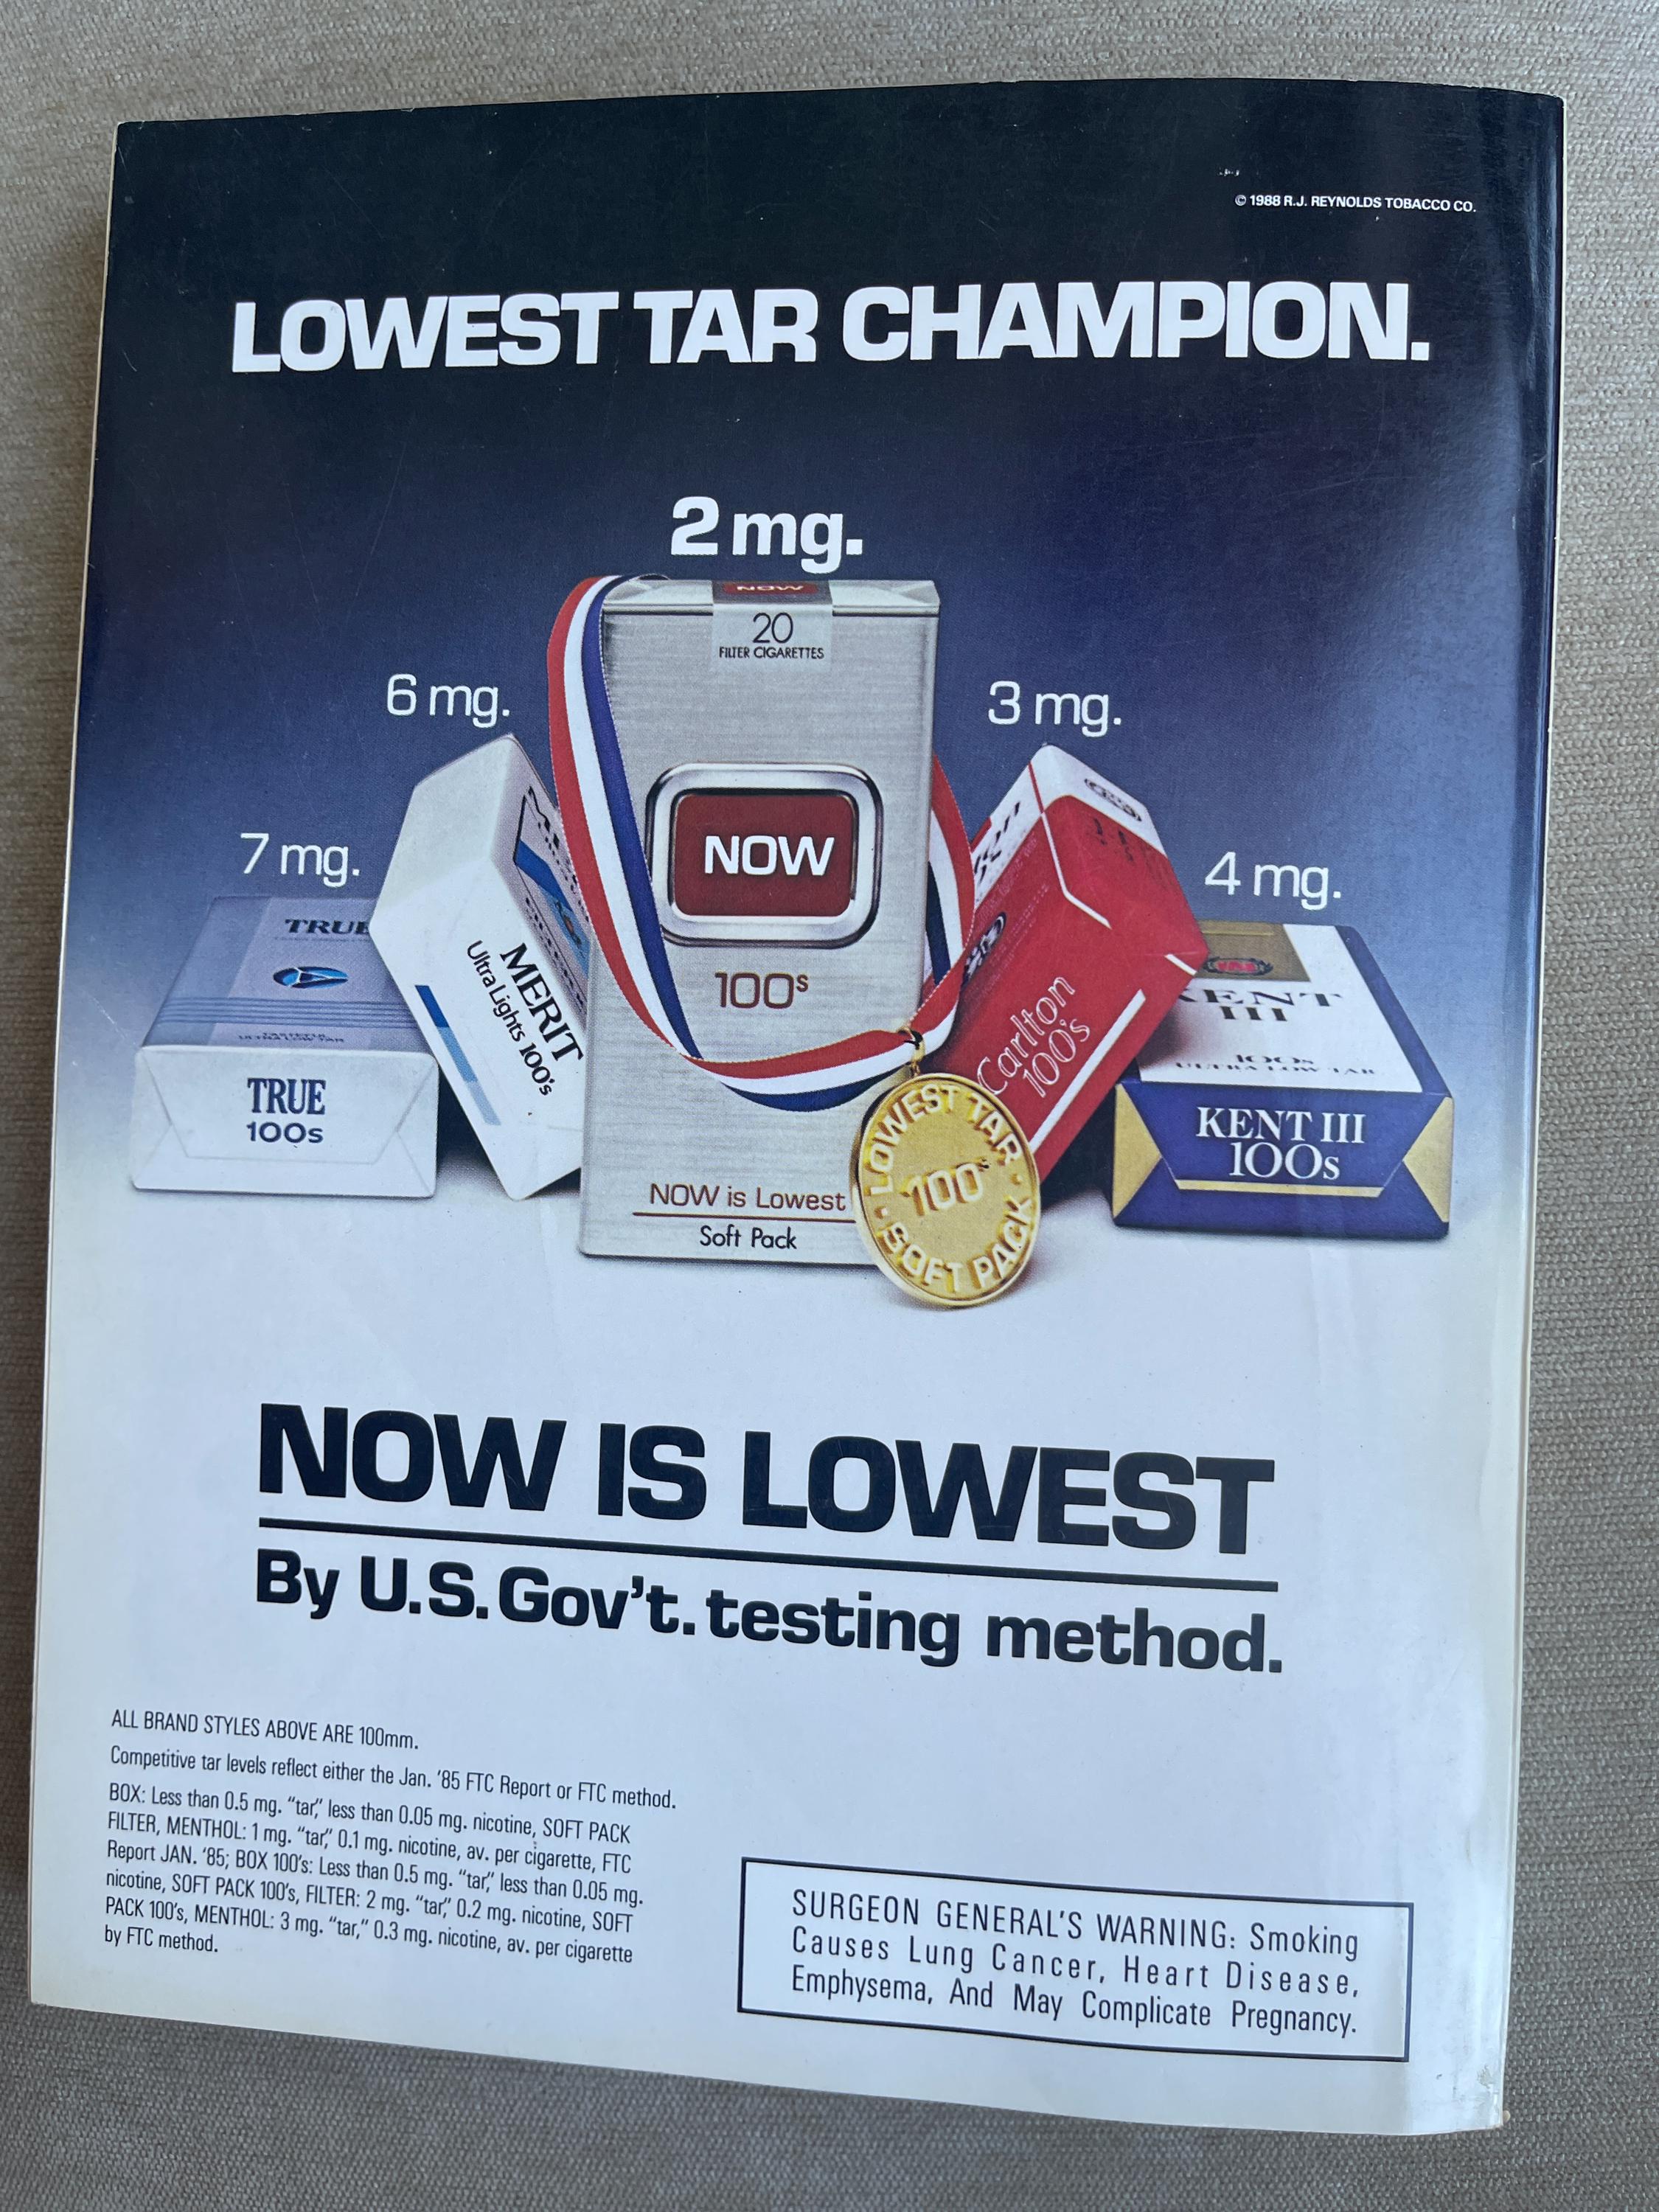 © 1988 R.J. REYNOLDS TOBACCO CO.
LOWEST TAR CHAMPION.
2 mg.
NOW
20
FILTER CIGARETTES
6 mg.
3 mg.
NOW
7 mg.
4 mg.
TRUE
MERIT
Ultra Lights 100's
100s
Carlton
100's
KENT
III
100s
ULTRA LOW TAR
TRUE
100s
KENT III
100s
NOW is Lowest
Soft Pack
LOWEST TAR
100s
SOFT PACK
NOW IS LOWEST
By U.S. Gov't. testing method.
ALL BRAND STYLES ABOVE ARE 100mm.
Competitive tar levels reflect either the Jan. '85 FTC Report or FTC method.
BOX: Less than 0.5 mg. "tar," less than 0.05 mg. nicotine, SOFT PACK
FILTER, MENTHOL: 1 mg. "tar," 0.1 mg. nicotine, av. per cigarette, FTC
Report JAN. '85; BOX 100's: Less than 0.5 mg. "tar," less than 0.05 mg.
nicotine, SOFT PACK 100's, FILTER: 2 mg. "tar," 0.2 mg. nicotine, SOFT
PACK 100's, MENTHOL: 3 mg. "tar," 0.3 mg. nicotine, av. per cigarette
by FTC method.
SURGEON GENERAL'S WARNING: Smoking
Causes Lung Cancer, Heart Disease,
Emphysema, And May Complicate Pregnancy.